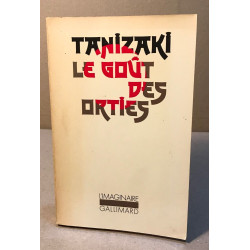 TANIZAKI
LE GOÛT
DES
ORTIES
L'IMAGINAIRE
GALLIMARD